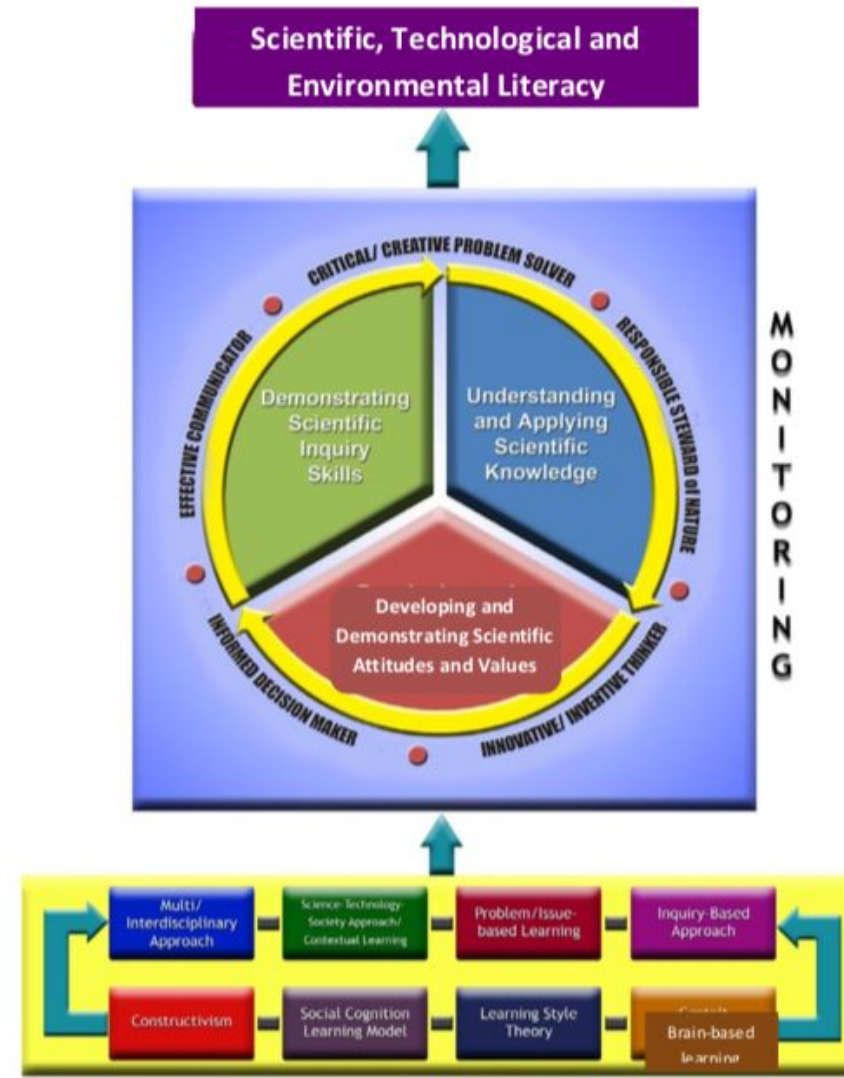 Scientific, Technological and
Environmental Literacy
CRITICAL/ CREATIVE PROBLEM SOLVER
RESPONSIBLE STEWARD of NATURE
INNOVATIVE/ INVENTIVE THINKER
INFORMED DECISION MAKER
EFFECTIVE COMMUNICATOR
Demonstrating
Scientific
Inquiry
Skills
Understanding
and Applying
Scientific
Knowledge
Developing and
Demonstrating Scientific
Attitudes and Values
MONITORING
Multi/
Interdisciplinary
Approach
Science-Technology-
Society Approach/
Contextual Learning
Problem/Issue-
based Learning
Inquiry-Based
Approach
Constructivism
Social Cognition
Learning Model
Learning Style
Theory
Brain-based
learning